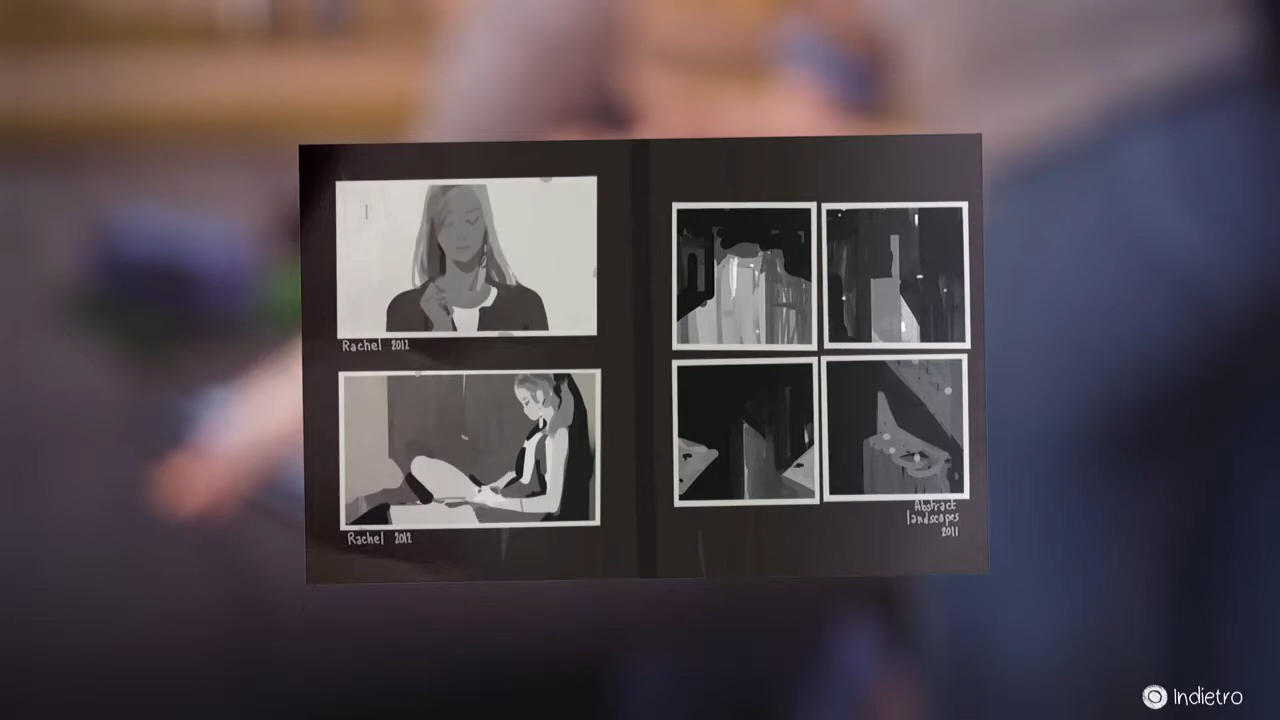 Rachel 2012
Rachel 2012
Abstract
landscapes
2011
Indietro